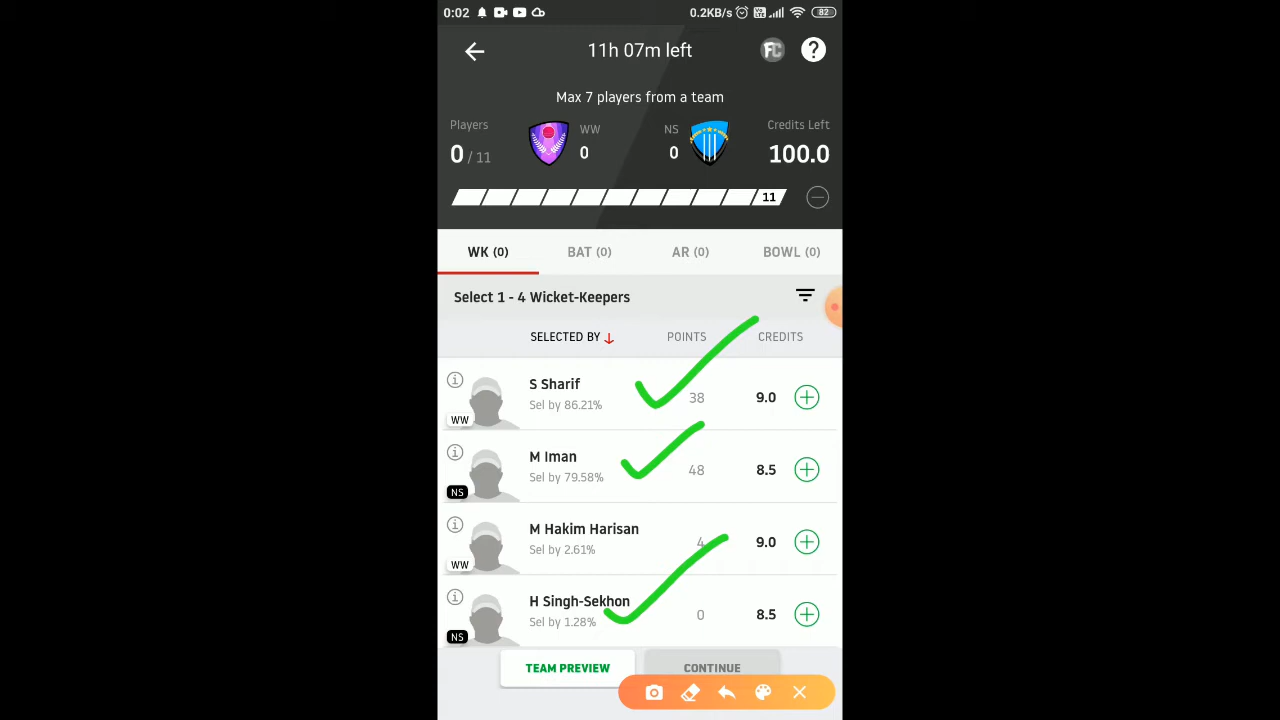 0:02 0.2KB/s 82
11h 07m left FC ?
Max 7 players from a team
Players WW NS Credits Left
0 / 11 0 0 100.0
11
WK (0) BAT (0) AR (0) BOWL (0)
Select 1 - 4 Wicket-Keepers
SELECTED BY ↓ POINTS CREDITS
S Sharif
Sel by 86.21% 38 9.0
WW
M Iman
Sel by 79.58% 48 8.5
NS
M Hakim Harisan
Sel by 2.61% 4 9.0
WW
H Singh-Sekhon
Sel by 1.28% 0 8.5
NS
TEAM PREVIEW CONTINUE